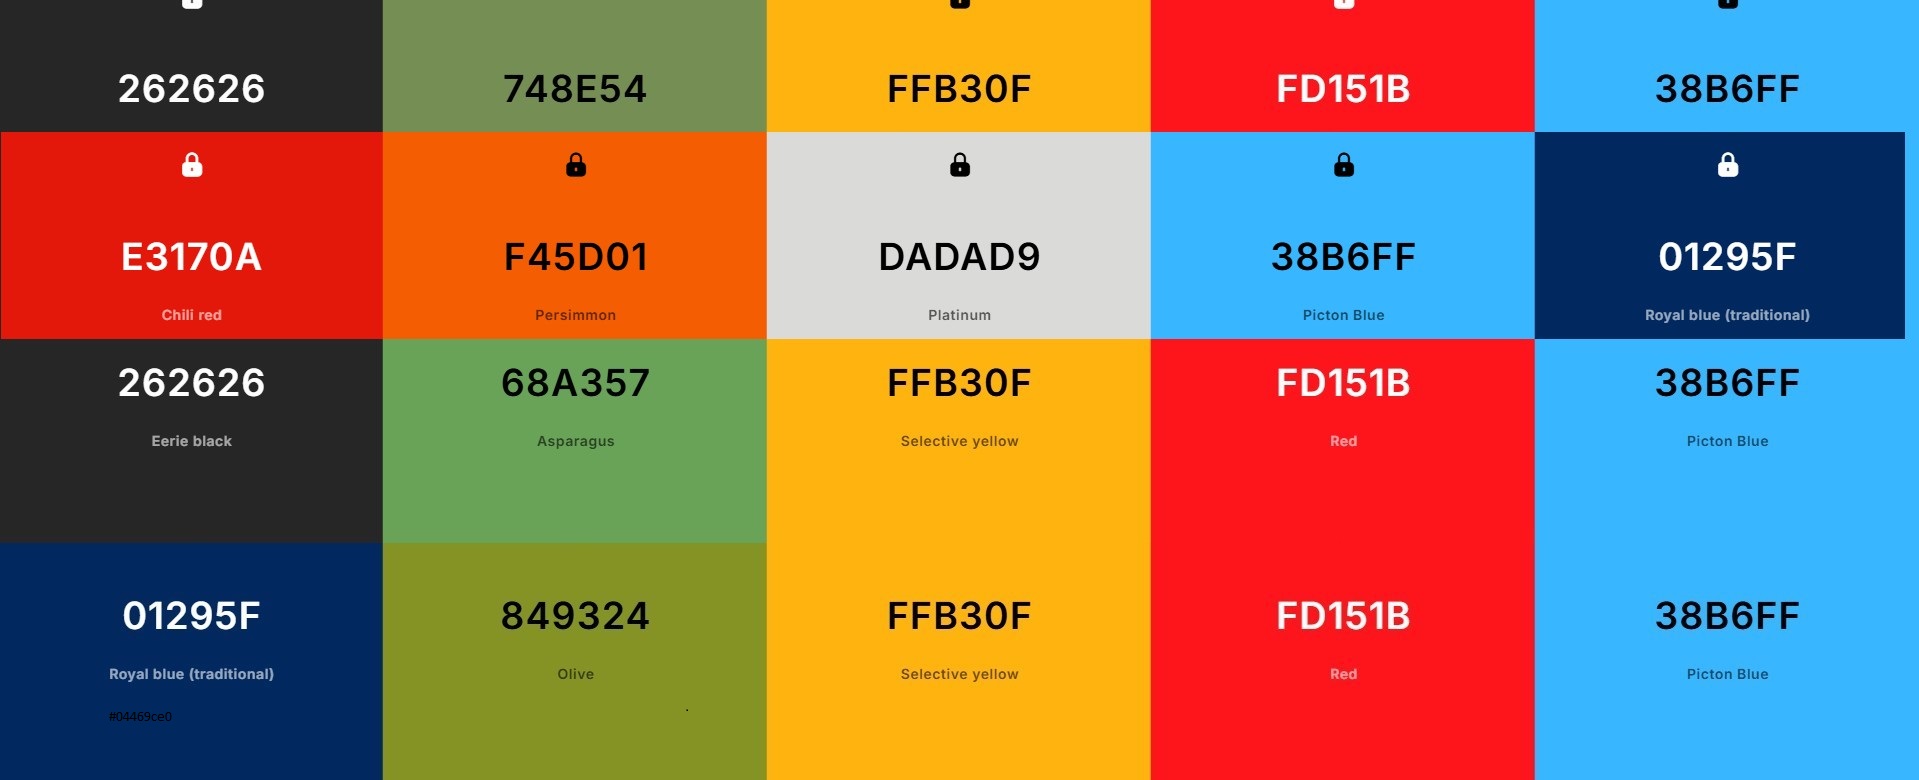 262626 748E54 FFB30F FD151B 38B6FF
E3170A F45D01 DADAD9 38B6FF 01295F
Chili red Persimmon Platinum Picton Blue Royal blue (traditional)
262626 68A357 FFB30F FD151B 38B6FF
Eerie black Asparagus Selective yellow Red Picton Blue
01295F 849324 FFB30F FD151B 38B6FF
Royal blue (traditional) Olive Selective yellow Red Picton Blue
#04469ce0 .